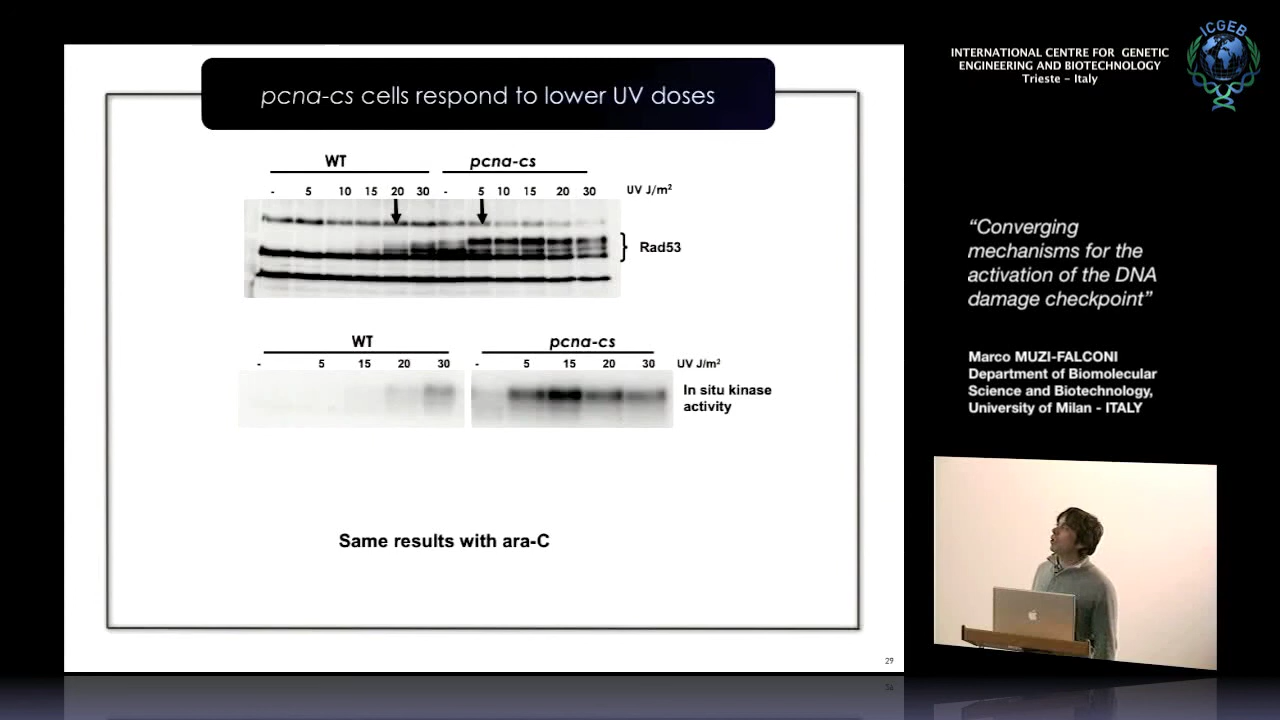 pcna-cs cells respond to lower UV doses
WT pcna-cs
- 5 10 15 20 30 - 5 10 15 20 30 UV J/m²
Rad53
WT pcna-cs
- 5 15 20 30 - 5 15 20 30 UV J/m²
In situ kinase
activity
Same results with ara-C
29
INTERNATIONAL CENTRE FOR GENETIC
ENGINEERING AND BIOTECHNOLOGY
Trieste – Italy
ICGEB
“Converging
mechanisms for the
activation of the DNA
damage checkpoint”
Marco MUZI-FALCONI
Department of Biomolecular
Science and Biotechnology,
University of Milan - ITALY